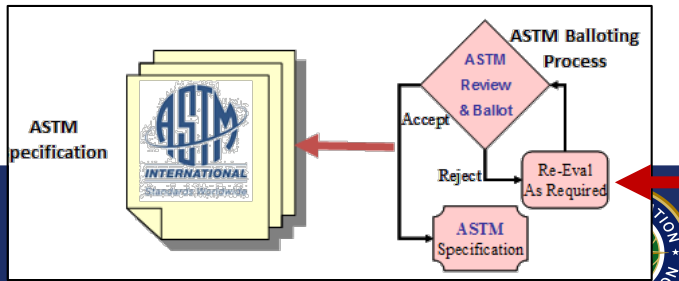 ASTM
pecification
ASTM
INTERNATIONAL
Standards Worldwide
ASTM Balloting
Process
ASTM
Review
& Ballot
Accept
Reject
Re-Eval
As Required
ASTM
Specification